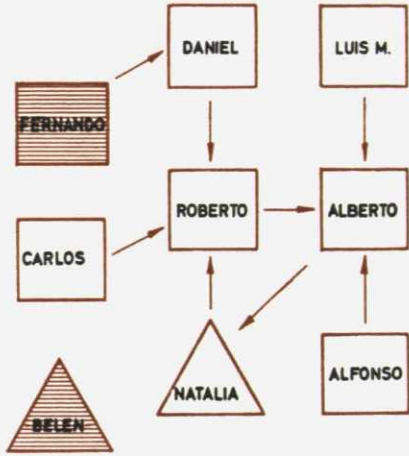 DANIEL
LUIS M.
FERNANDO
ROBERTO
ALBERTO
CARLOS
NATALIA
ALFONSO
BELEN